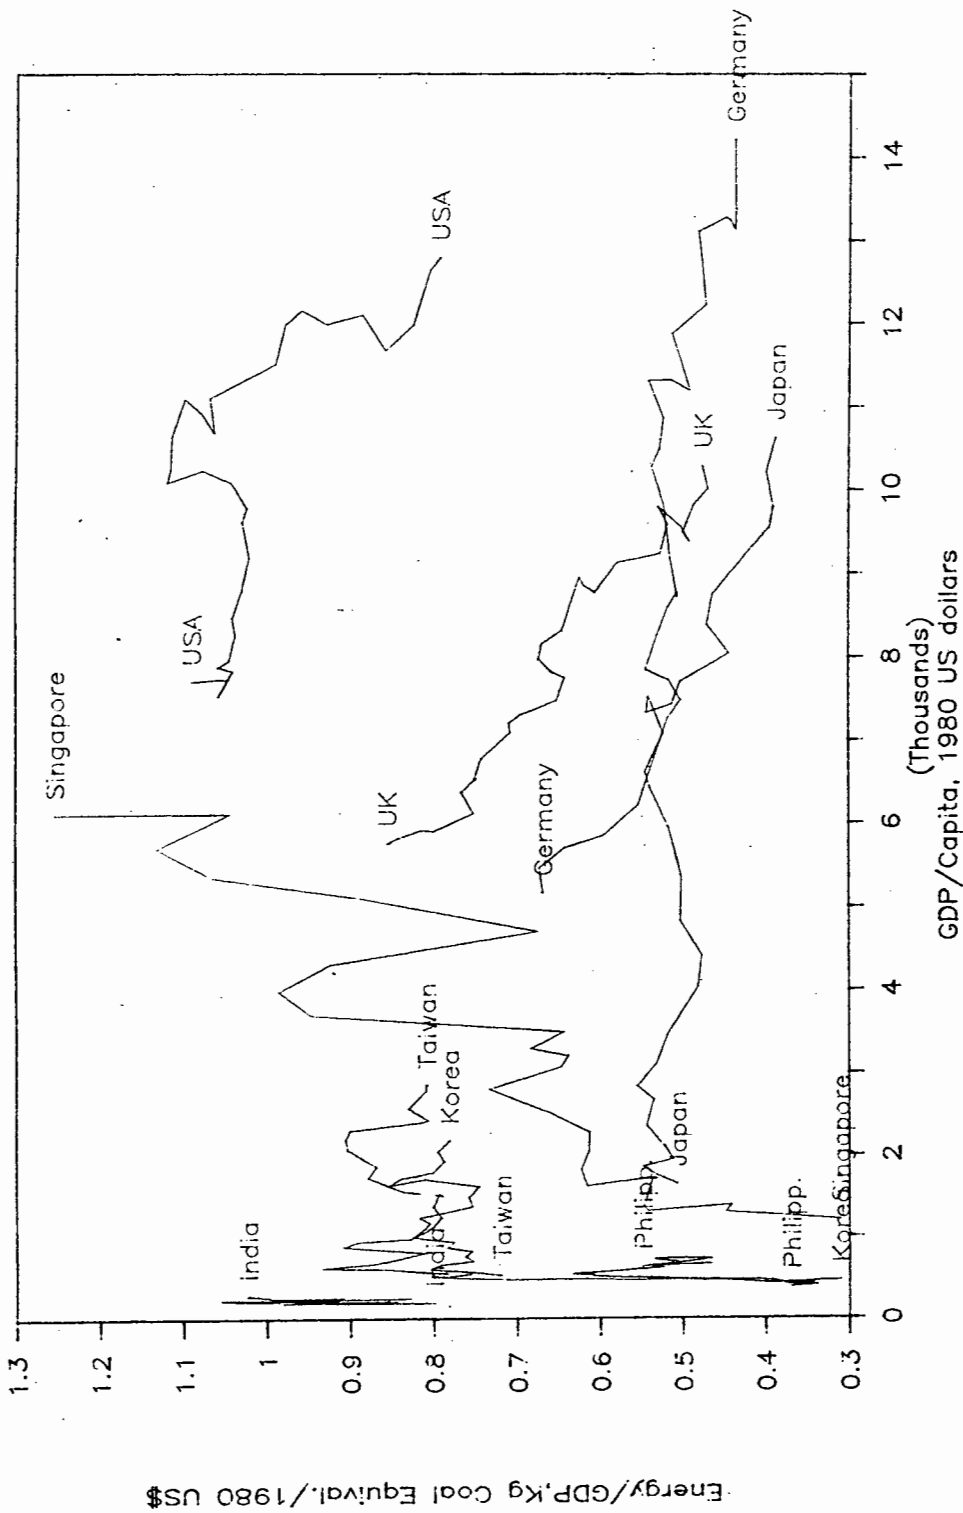 Energy/GDP,Kg Coal Equival./1980 US$
1.3
1.2
1.1
1
0.9
0.8
0.7
0.6
0.5
0.4
0.3
Singapore
USA
India
UK
Taiwan
USA
India
Korea
Taiwan
Germany
Philipp.
Japan
UK
Germany
Japan
Philipp.
Korea
Singapore
0
2
4
6
8
10
12
14
(Thousands)
GDP/Capita, 1980 US dollars